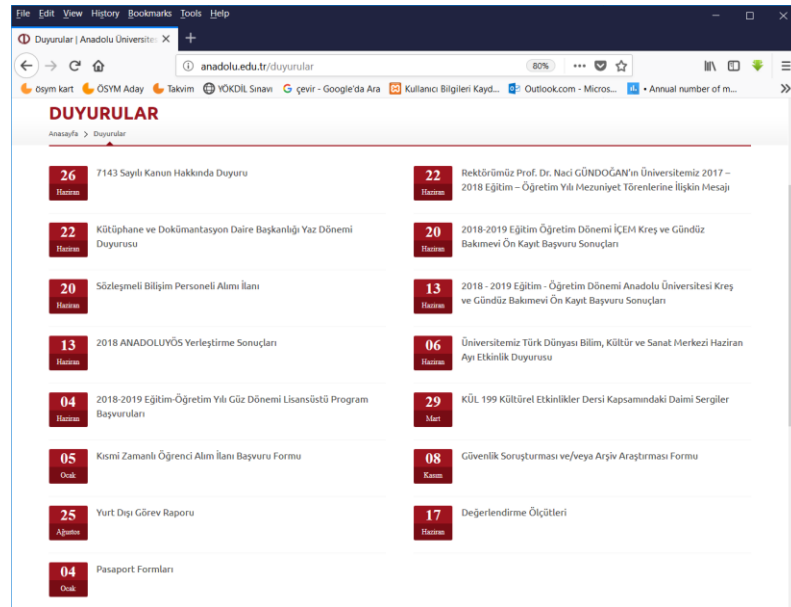 File Edit View History Bookmarks Tools Help
Duyurular | Anadolu Üniversites
anadolu.edu.tr/duyurular
80%
ösym kart ÖSYM Aday Takvim YÖKDİL Sınavı çevir - Google'da Ara Kullanıcı Bilgileri Kayd... Outlook.com - Micros... • Annual number of m...
DUYURULAR
Anasayfa > Duyurular
26 Haziran
7143 Sayılı Kanun Hakkında Duyuru
22 Haziran
Rektörümüz Prof. Dr. Naci GÜNDOĞAN'ın Üniversitemiz 2017 –
2018 Eğitim – Öğretim Yılı Mezuniyet Törenlerine İlişkin Mesajı
22 Haziran
Kütüphane ve Dokümantasyon Daire Başkanlığı Yaz Dönemi
Duyurusu
20 Haziran
2018-2019 Eğitim Öğretim Dönemi İÇEM Kreş ve Gündüz
Bakımevi Ön Kayıt Başvuru Sonuçları
20 Haziran
Sözleşmeli Bilişim Personeli Alımı İlanı
13 Haziran
2018 - 2019 Eğitim - Öğretim Dönemi Anadolu Üniversitesi Kreş
ve Gündüz Bakımevi Ön Kayıt Başvuru Sonuçları
13 Haziran
2018 ANADOLUYÖS Yerleştirme Sonuçları
06 Haziran
Üniversitemiz Türk Dünyası Bilim, Kültür ve Sanat Merkezi Haziran
Ayı Etkinlik Duyurusu
04 Haziran
2018-2019 Eğitim-Öğretim Yılı Güz Dönemi Lisansüstü Program
Başvuruları
29 Mart
KÜL 199 Kültürel Etkinlikler Dersi Kapsamındaki Daimi Sergiler
05 Ocak
Kısmi Zamanlı Öğrenci Alım İlanı Başvuru Formu
08 Kasım
Güvenlik Soruşturması ve/veya Arşiv Araştırması Formu
25 Ağustos
Yurt Dışı Görev Raporu
17 Haziran
Değerlendirme Ölçütleri
04 Ocak
Pasaport Formları